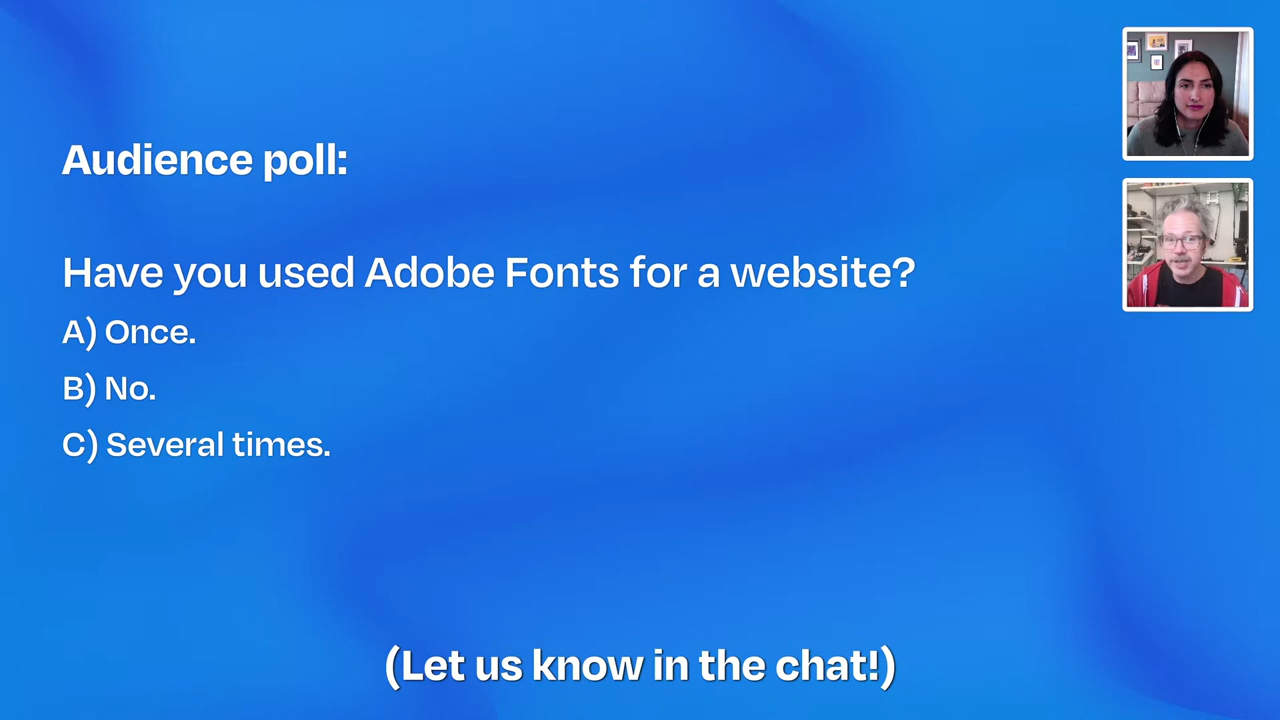 Audience poll:
Have you used Adobe Fonts for a website?
A) Once.
B) No.
C) Several times.
(Let us know in the chat!)